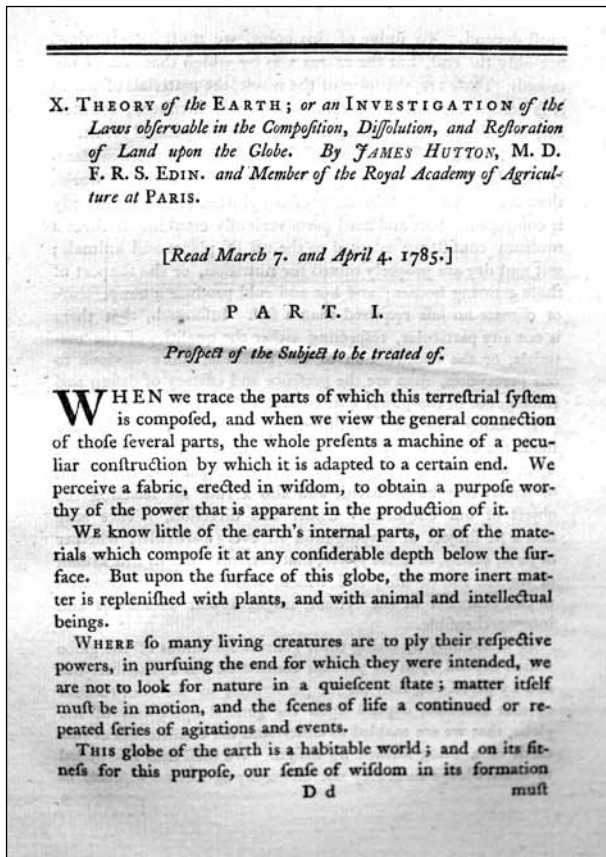 X. THEORY of the EARTH; or an INVESTIGATION of the
Laws obſervable in the Compoſition, Diſſolution, and Reſtoration
of Land upon the Globe. By JAMES HUTTON, M. D.
F. R. S. EDIN. and Member of the Royal Academy of Agricul-
ture at PARIS.
[Read March 7. and April 4. 1785.]
PART. I.
Proſpect of the Subject to be treated of.
WHEN we trace the parts of which this terreſtrial ſyſtem
is compoſed, and when we view the general connection
of thoſe ſeveral parts, the whole preſents a machine of a pecu-
liar conſtruction by which it is adapted to a certain end. We
perceive a fabric, erected in wiſdom, to obtain a purpoſe wor-
thy of the power that is apparent in the production of it.
WE know little of the earth's internal parts, or of the mate-
rials which compoſe it at any conſiderable depth below the ſur-
face. But upon the ſurface of this globe, the more inert mat-
ter is repleniſhed with plants, and with animal and intellectual
beings.
WHERE ſo many living creatures are to ply their reſpective
powers, in purſuing the end for which they were intended, we
are not to look for nature in a quieſcent ſtate; matter itſelf
muſt be in motion, and the ſcenes of life a continued or re-
peated ſeries of agitations and events.
THIS globe of the earth is a habitable world; and on its fit-
neſs for this purpoſe, our ſenſe of wiſdom in its formation
D d muſt